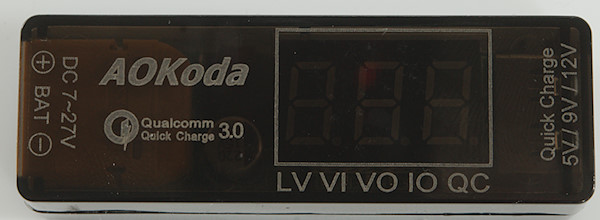 DC 7~27V
⊕ BAT ⊖
AOKoda
Qualcomm
Quick Charge 3.0
LV VI VO IO QC
Quick Charge
5V/9V/12V